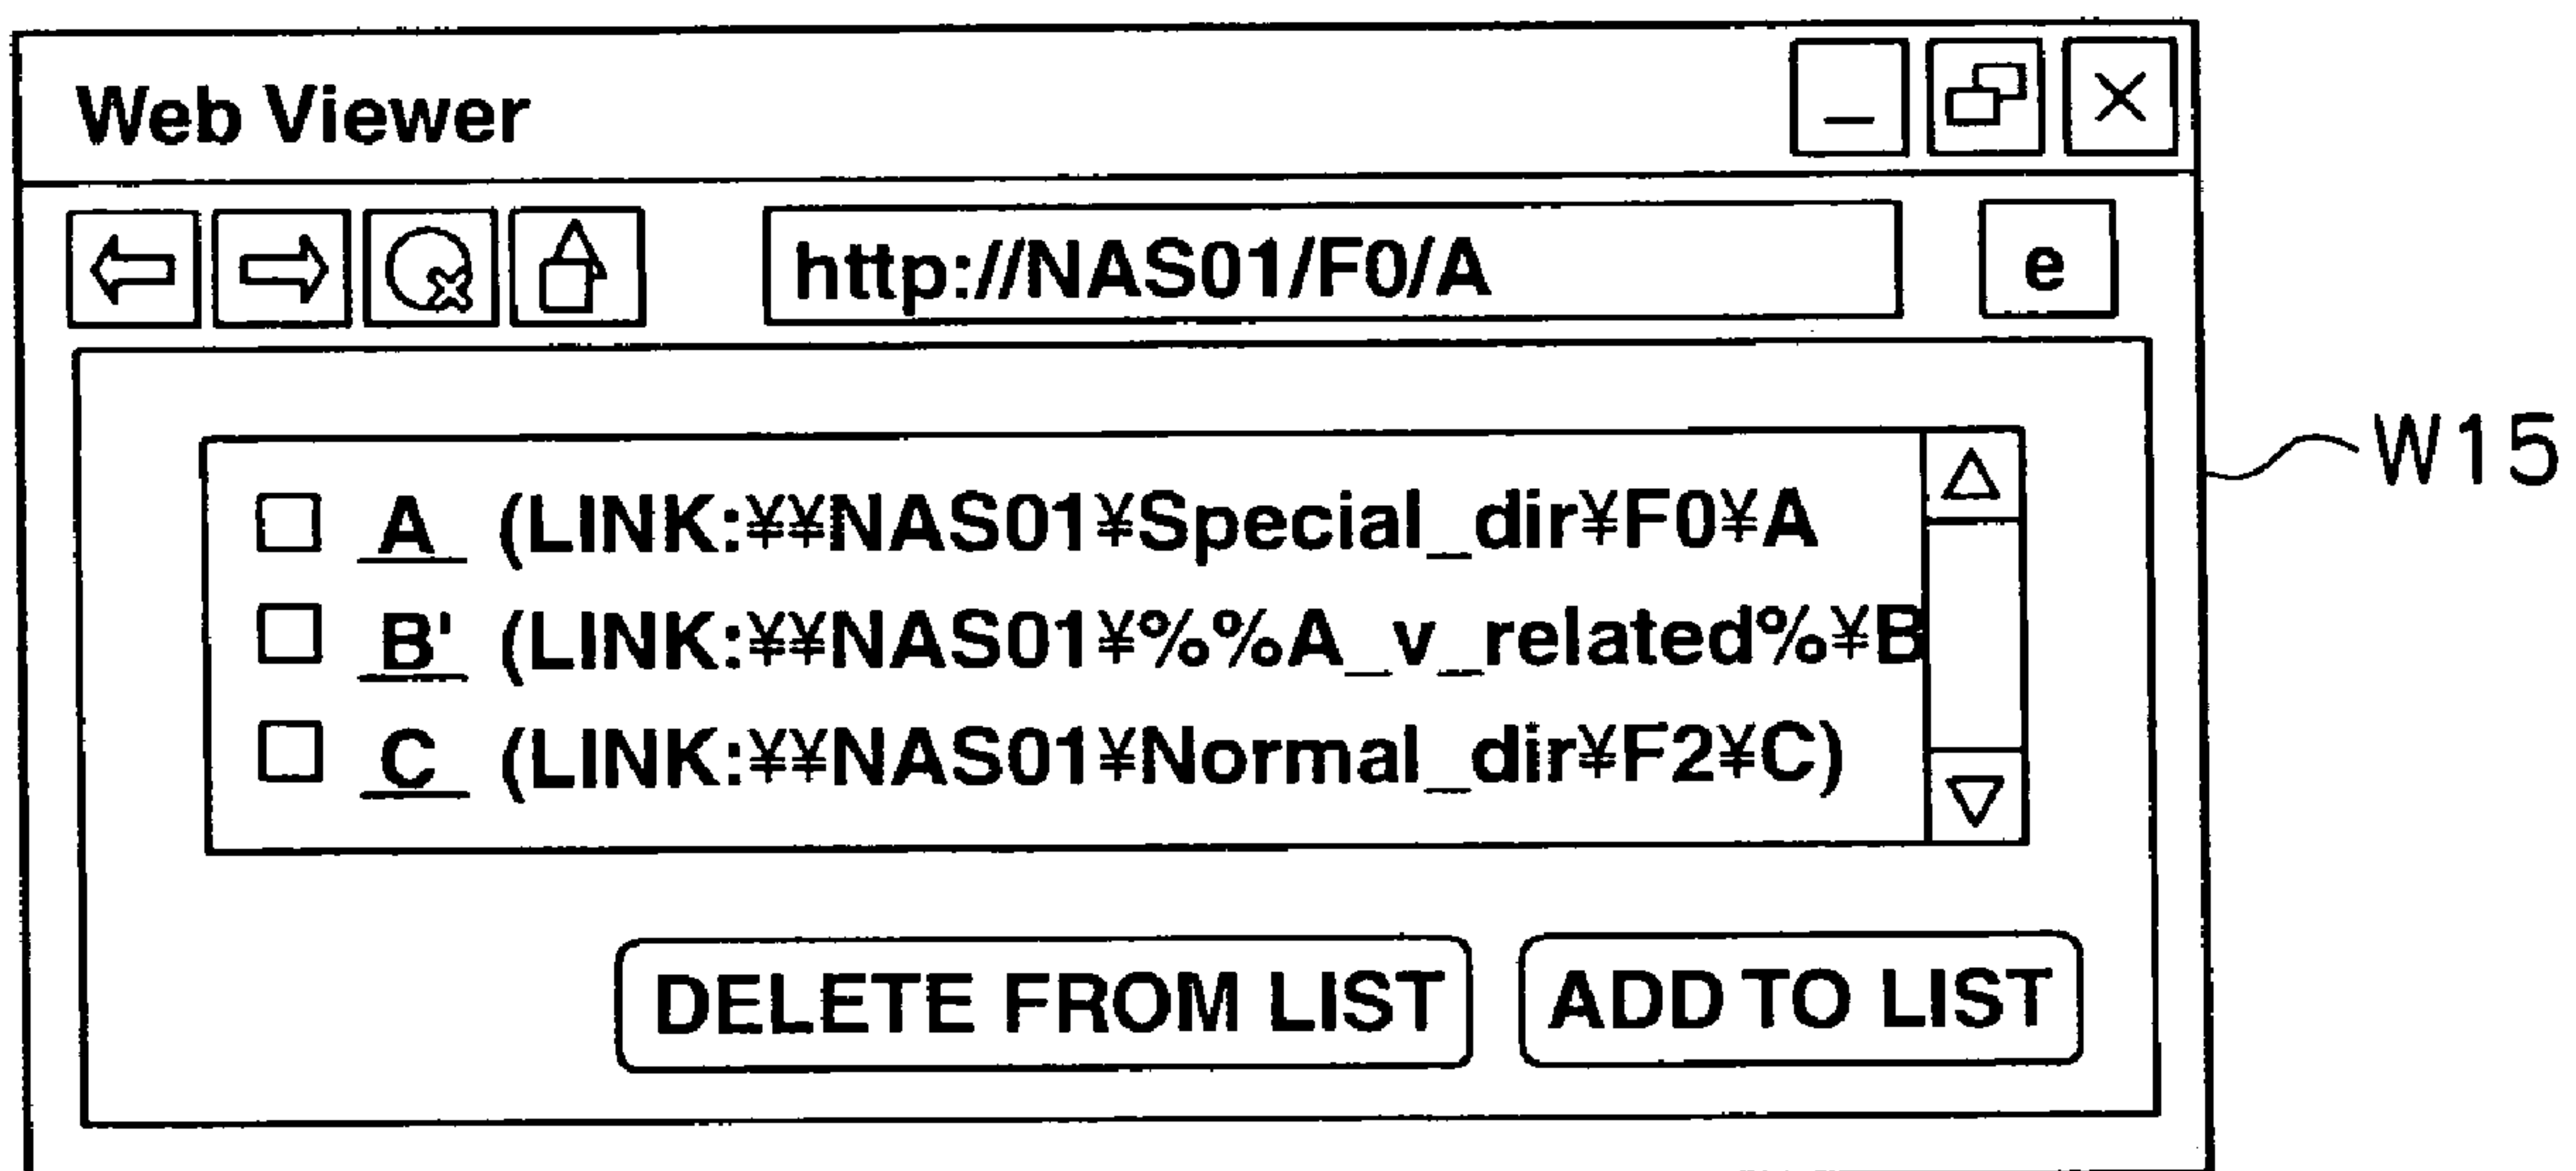 Web Viewer
http://NAS01/F0/A
e
W15
A (LINK:¥¥NAS01¥Special_dir¥F0¥A
B' (LINK:¥¥NAS01¥%%A_v_related%¥B
C (LINK:¥¥NAS01¥Normal_dir¥F2¥C)
DELETE FROM LIST
ADD TO LIST